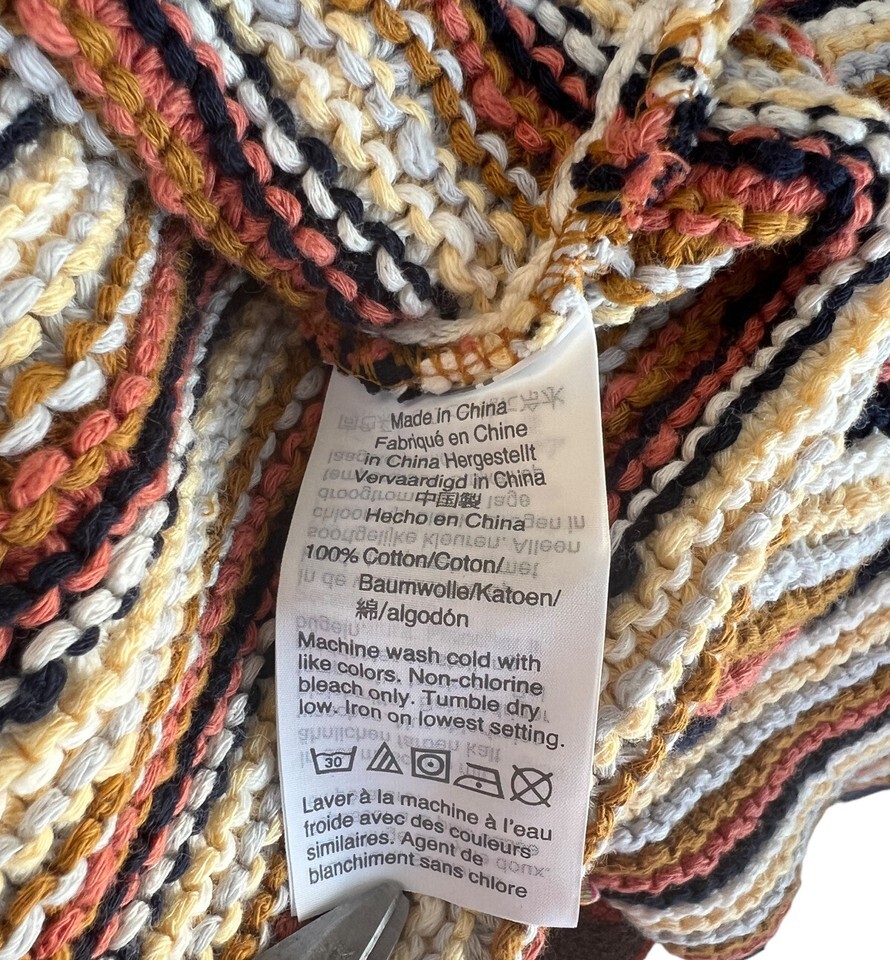 Made in China
Fabriqué en Chine
in China Hergestellt
Vervaardigd in China
中国製
Hecho en China
100% Cotton/Coton/
Baumwolle/Katoen/
綿/algodón
Machine wash cold with
like colors. Non-chlorine
bleach only. Tumble dry
low. Iron on lowest setting.
30
Laver à la machine à l'eau
froide avec des couleurs
similaires. Agent de
blanchiment sans chlore